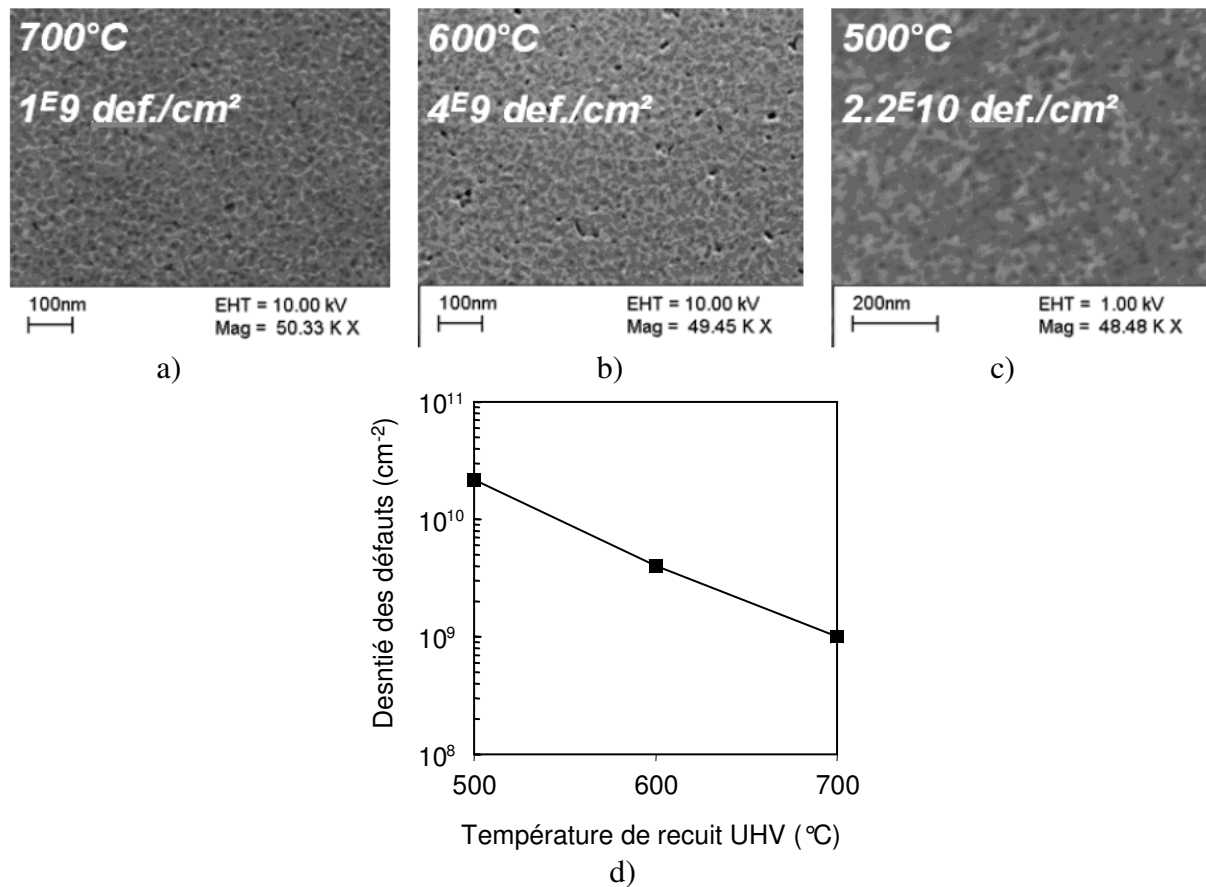 700°C
1ᴱ9 def./cm²
100nm
EHT = 10.00 kV
Mag = 50.33 K X
a)
600°C
4ᴱ9 def./cm²
100nm
EHT = 10.00 kV
Mag = 49.45 K X
b)
500°C
2.2ᴱ10 def./cm²
200nm
EHT = 1.00 kV
Mag = 48.48 K X
c)
Desntié des défauts (cm⁻²)
10¹¹
10¹⁰
10⁹
10⁸
500 600 700
Température de recuit UHV (°C)
d)